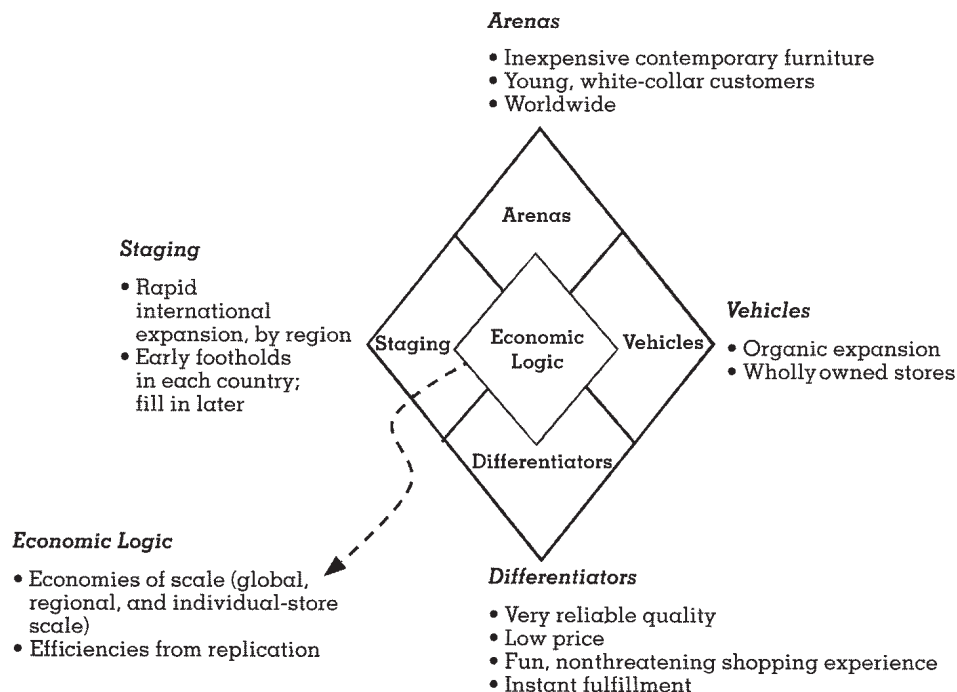 Arenas
• Inexpensive contemporary furniture
• Young, white-collar customers
• Worldwide
Arenas
Staging
• Rapid
international
expansion, by region
• Early footholds
in each country;
fill in later
Staging
Economic
Logic
Vehicles
Vehicles
• Organic expansion
• Wholly owned stores
Differentiators
Economic Logic
• Economies of scale (global,
regional, and individual-store
scale)
• Efficiencies from replication
Differentiators
• Very reliable quality
• Low price
• Fun, nonthreatening shopping experience
• Instant fulfillment